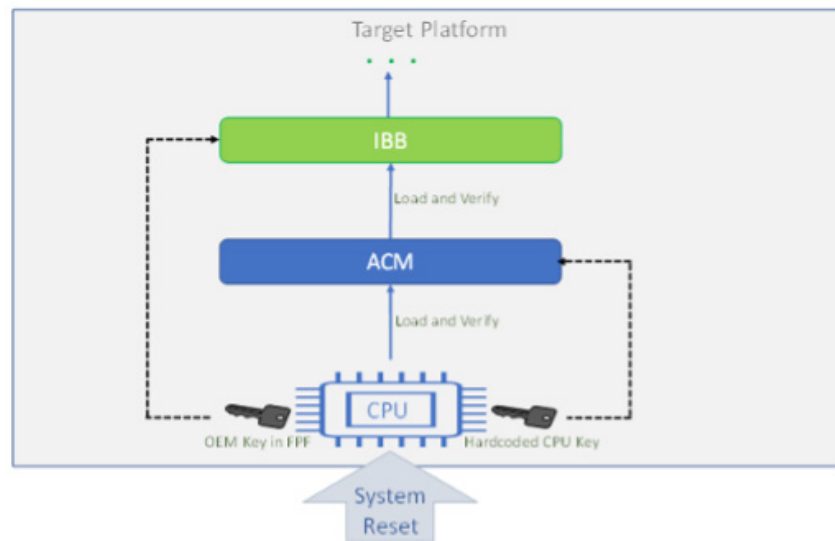 Target Platform
IBB
Load and Verify
ACM
Load and Verify
CPU
OEM Key in FPF
Hardcoded CPU Key
System
Reset